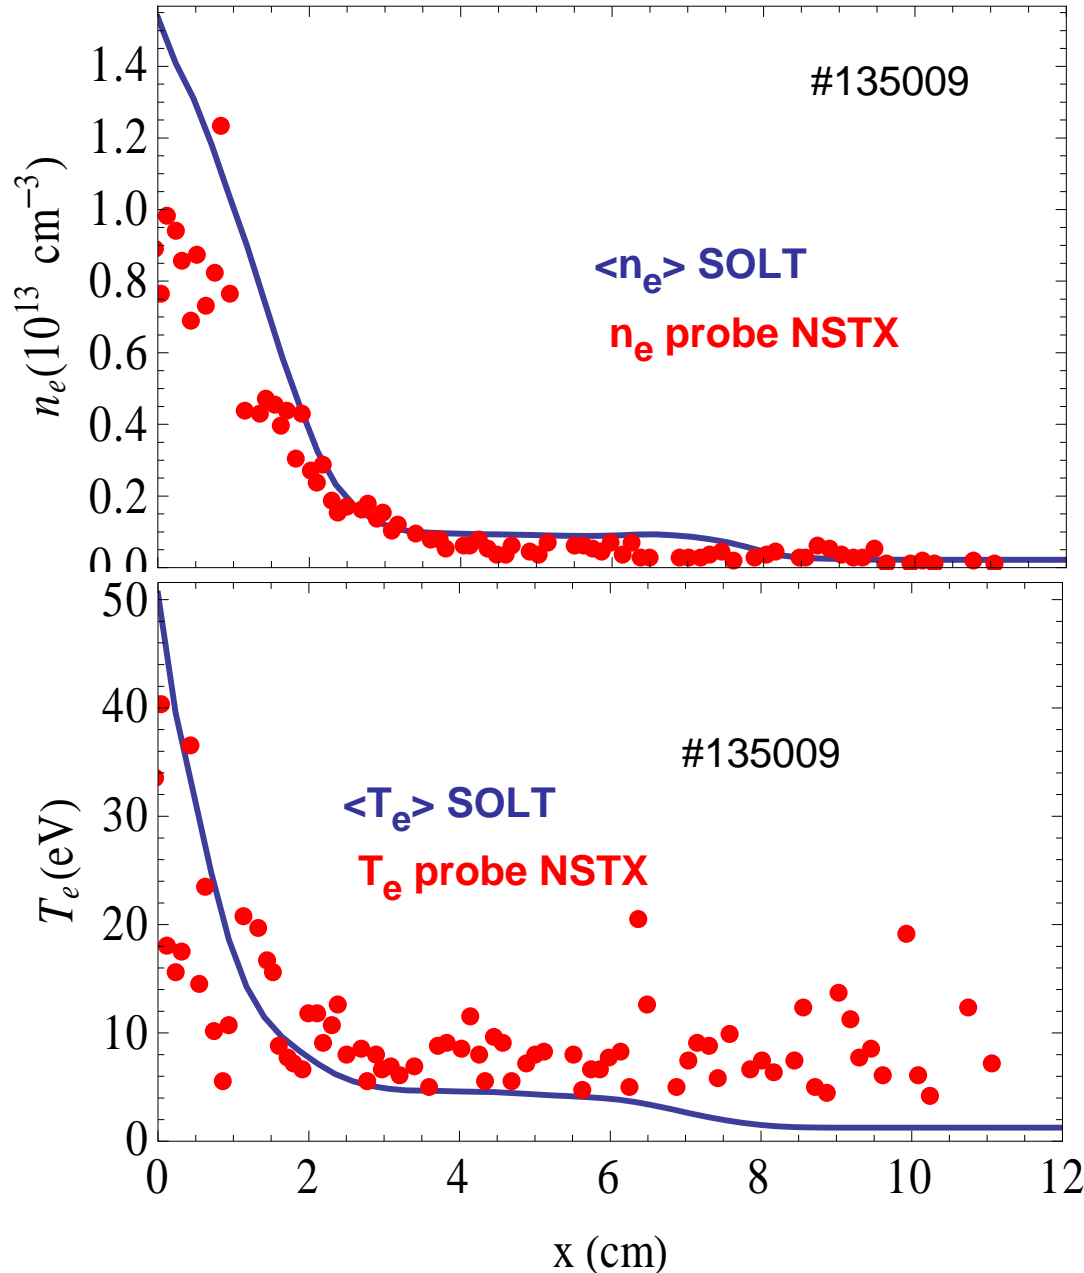 1.4
1.2
1.0
0.8
0.6
0.4
0.2
0.0
n_e(10^13 cm^−3)
#135009
<n_e> SOLT
n_e probe NSTX
50
40
30
20
10
0
T_e(eV)
#135009
<T_e> SOLT
T_e probe NSTX
0 2 4 6 8 10 12
x (cm)